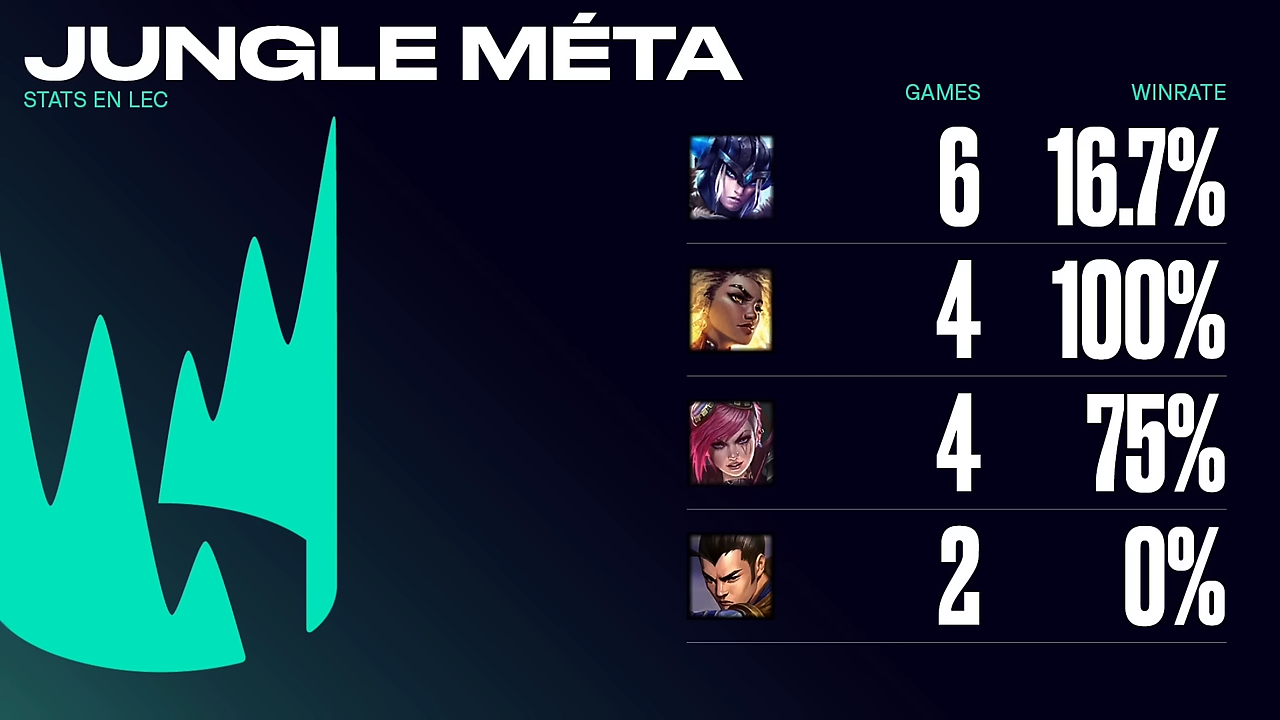 JUNGLE MÉTA
STATS EN LEC
GAMES WINRATE
6 16.7%
4 100%
4 75%
2 0%